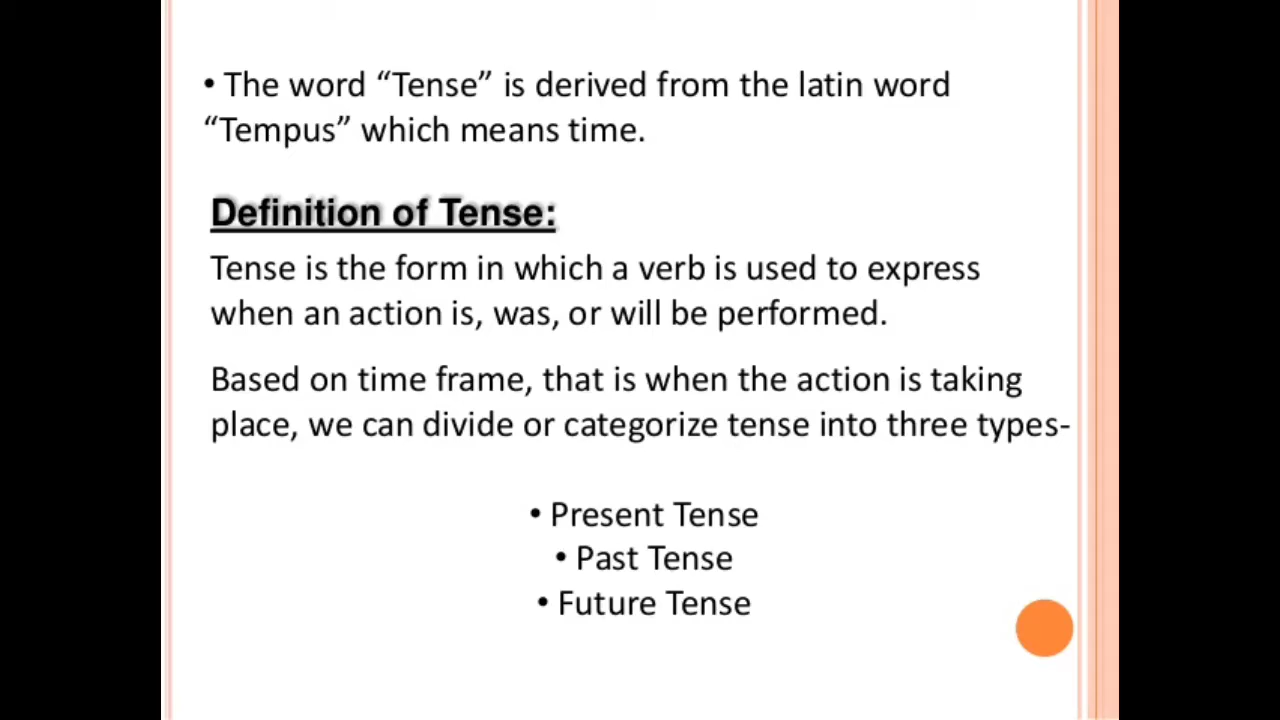 • The word “Tense” is derived from the latin word
“Tempus” which means time.
Definition of Tense:
Tense is the form in which a verb is used to express
when an action is, was, or will be performed.
Based on time frame, that is when the action is taking
place, we can divide or categorize tense into three types-
• Present Tense
• Past Tense
• Future Tense